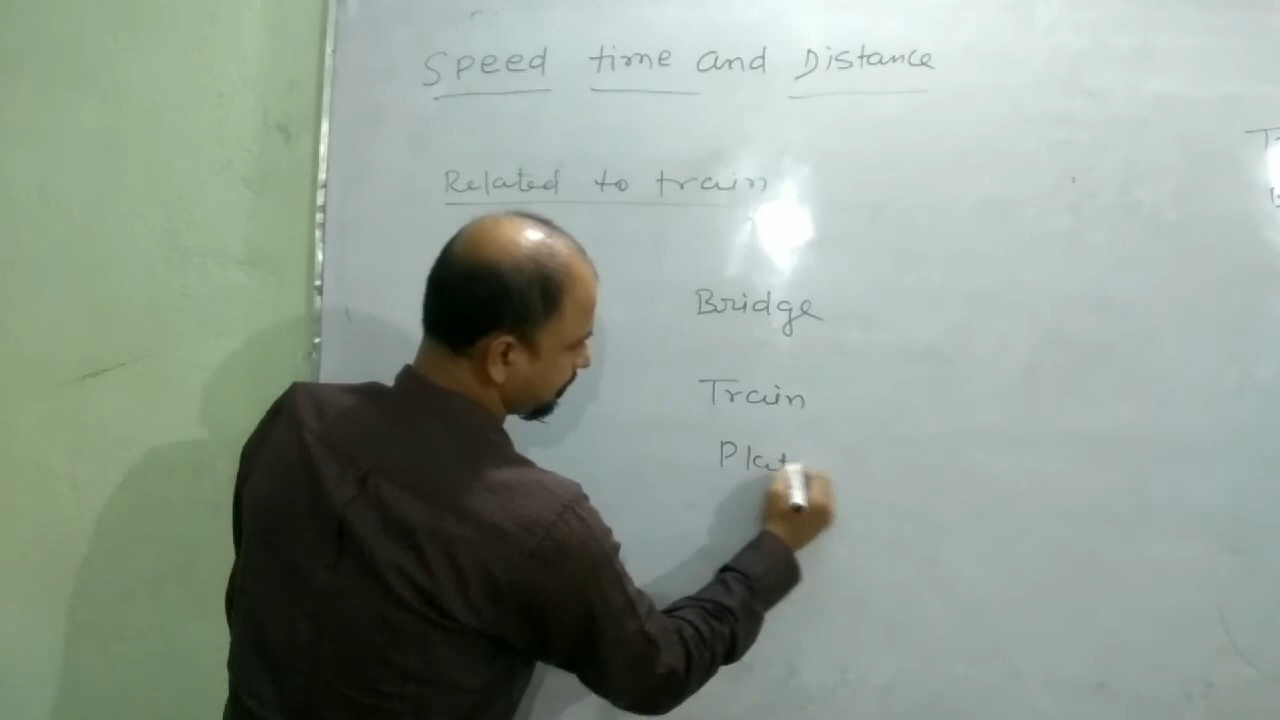 Speed time and Distance
Related to train
Bridge
Train
Plat